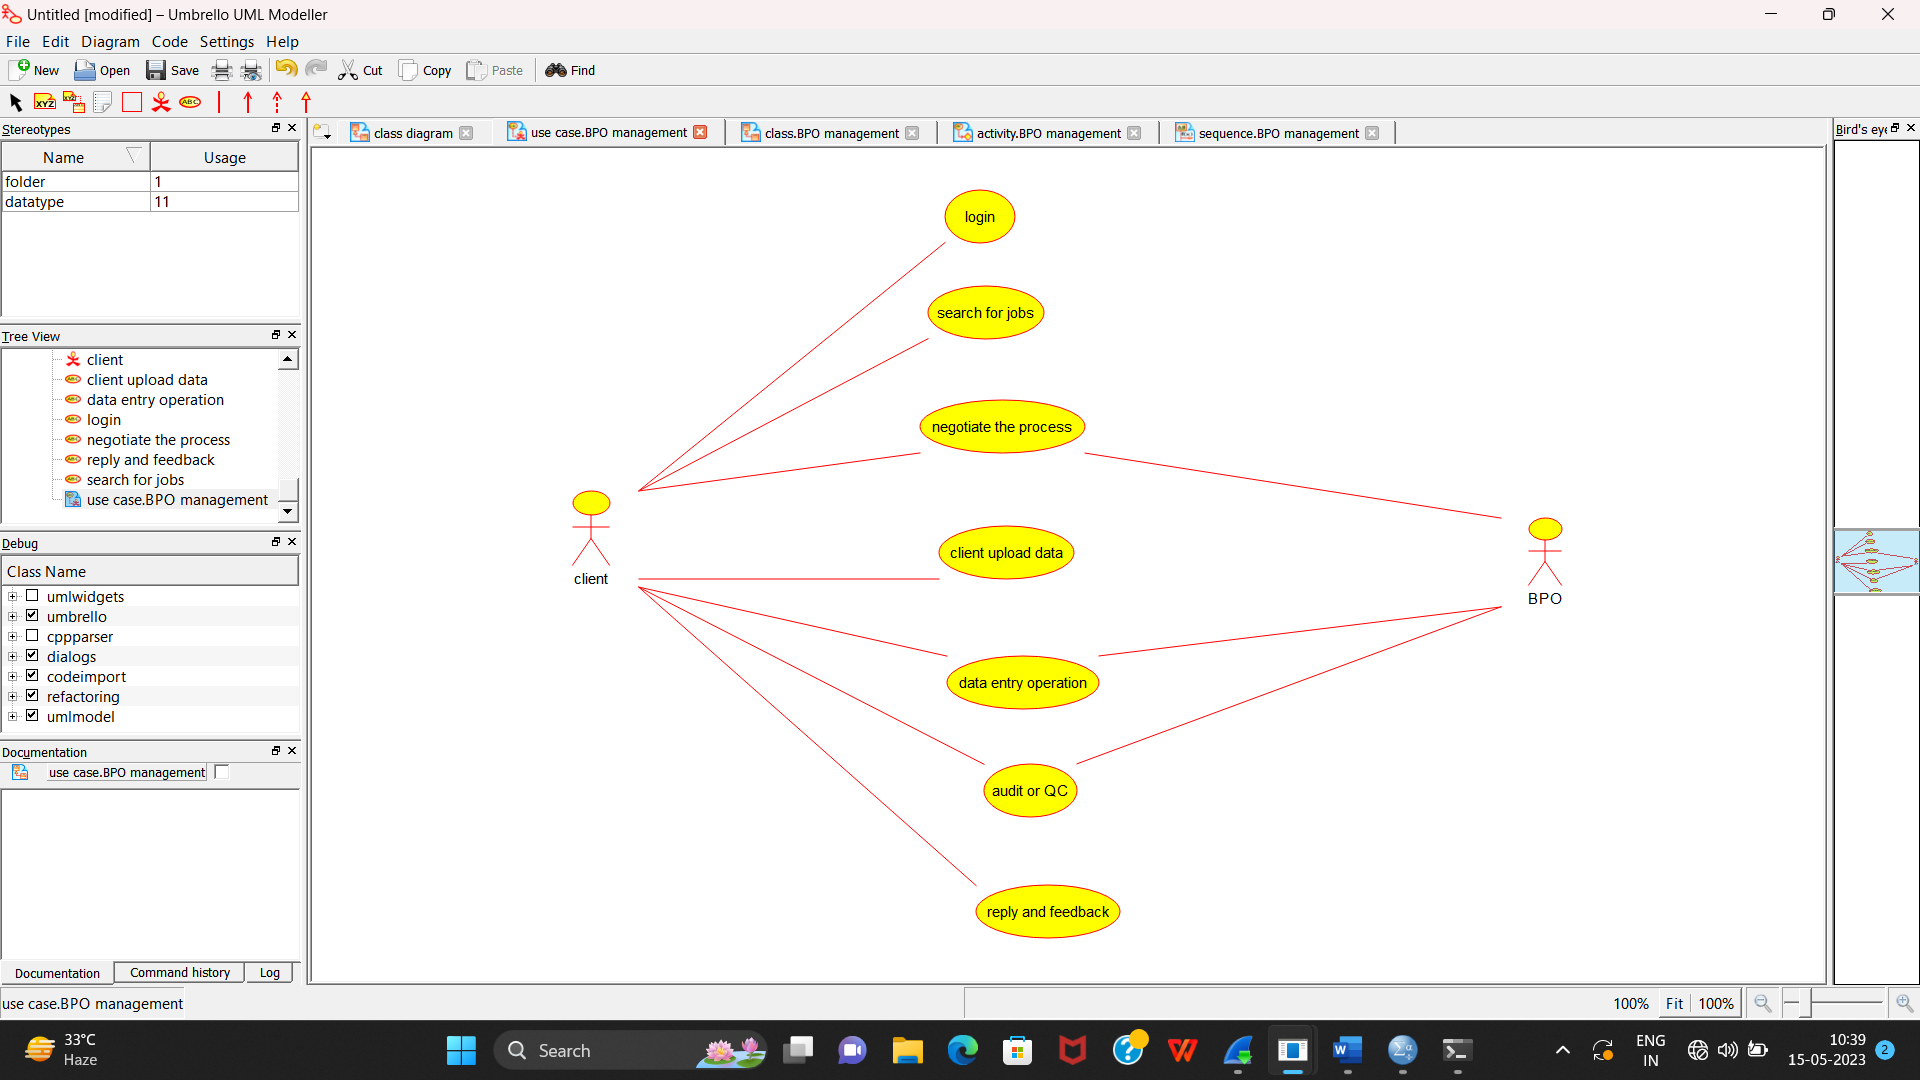 Untitled [modified] – Umbrello UML Modeller
File Edit Diagram Code Settings Help
New Open Save Cut Copy Paste Find
XYZ XYZ ABC
Stereotypes
Name Usage
folder 1
datatype 11
Tree View
client
client upload data
data entry operation
login
negotiate the process
reply and feedback
search for jobs
use case.BPO management
Debug
Class Name
umlwidgets
umbrello
cppparser
dialogs
codeimport
refactoring
umlmodel
Documentation
use case.BPO management
Documentation Command history Log
class diagram use case.BPO management class.BPO management activity.BPO management sequence.BPO management
Bird's eye
login
search for jobs
negotiate the process
client upload data
client
BPO
data entry operation
audit or QC
reply and feedback
use case.BPO management
100% Fit 100%
33°C
Haze
Search
ENG
IN
10:39
15-05-2023
2